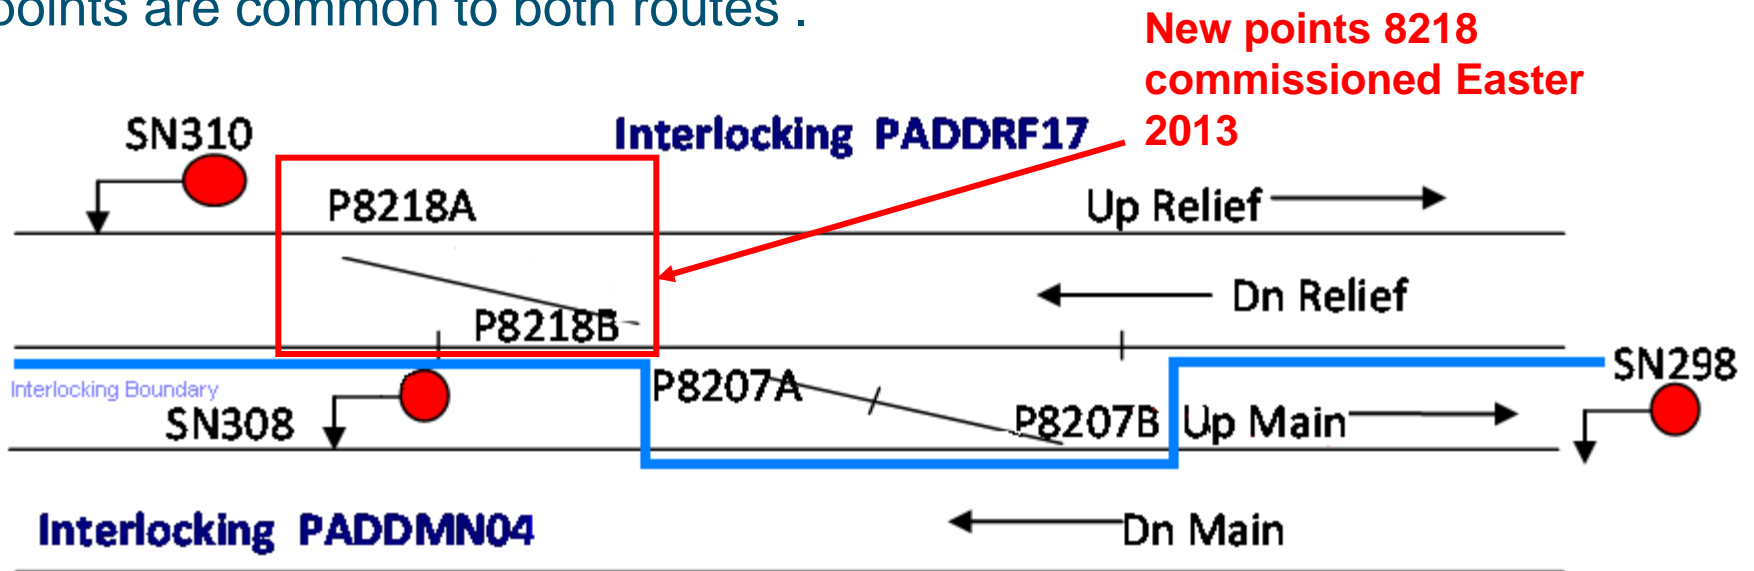 points are common to both routes .
New points 8218
commissioned Easter
2013
SN310
Interlocking PADDRF17
P8218A
Up Relief
Dn Relief
P8218B
SN298
Interlocking Boundary
P8207A
SN308
P8207B
Up Main
Interlocking PADDMN04
Dn Main